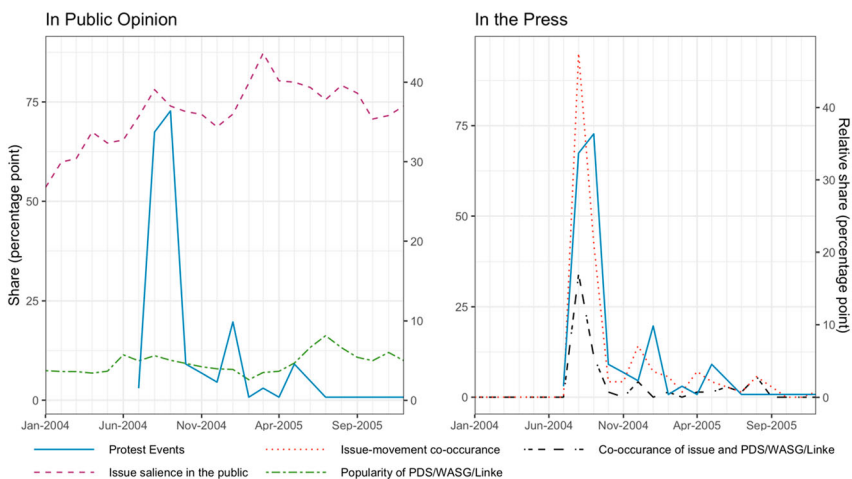 In Public Opinion
In the Press
Share (percentage point)
75
50
25
0
40
30
20
10
0
Jan-2004 Jun-2004 Nov-2004 Apr-2005 Sep-2005
75
50
25
0
40
30
20
10
0
Relative share (percentage point)
Jan-2004 Jun-2004 Nov-2004 Apr-2005 Sep-2005
Protest Events
Issue-movement co-occurance
Co-occurance of issue and PDS/WASG/Linke
Issue salience in the public
Popularity of PDS/WASG/Linke